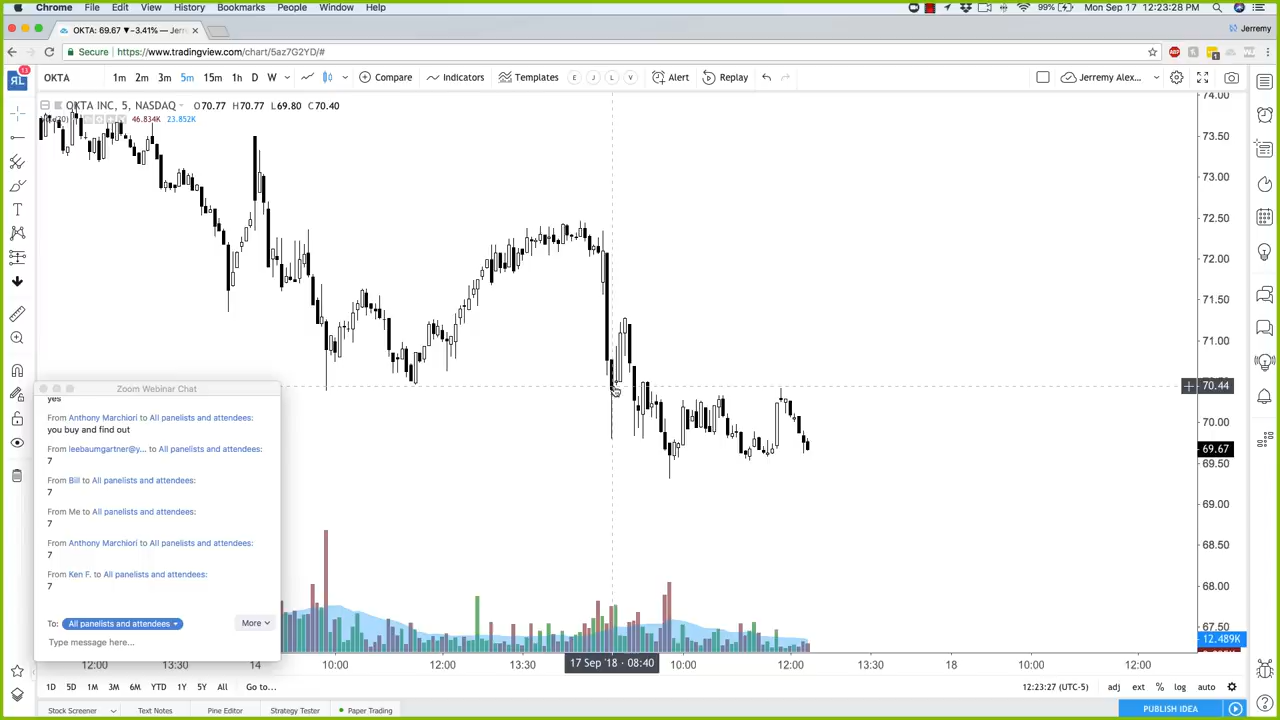 Chrome File Edit View History Bookmarks People Window Help 99% Mon Sep 17 12:23:28 PM
OKTA: 69.67 ▼−3.41% — Jerr × Jerremy
Secure https://www.tradingview.com/chart/5az7G2YD/#
OKTA 1m 2m 3m 5m 15m 1h D W Compare Indicators Templates E J L V Alert Replay Jerremy Alex...
OKTA INC, 5, NASDAQ O70.77 H70.77 L69.80 C70.40
46.834K 23.852K
74.00
73.50
73.00
72.50
72.00
71.50
71.00
70.44
70.00
69.67
69.50
69.00
68.50
68.00
67.50
12.489K
Zoom Webinar Chat
yes
From Anthony Marchiori to All panelists and attendees:
you buy and find out
From leebaumgartner@y... to All panelists and attendees:
7
From Bill to All panelists and attendees:
7
From Me to All panelists and attendees:
7
From Anthony Marchiori to All panelists and attendees:
7
From Ken F. to All panelists and attendees:
7
To: All panelists and attendees More
Type message here...
12:00 13:30 14 10:00 12:00 13:30 17 Sep '18 - 08:40 10:00 12:00 13:30 18 10:00 12:00
1D 5D 1M 3M 6M YTD 1Y 5Y All Go to... 12:23:27 (UTC-5) adj ext % log auto
Stock Screener Text Notes Pine Editor Strategy Tester Paper Trading PUBLISH IDEA